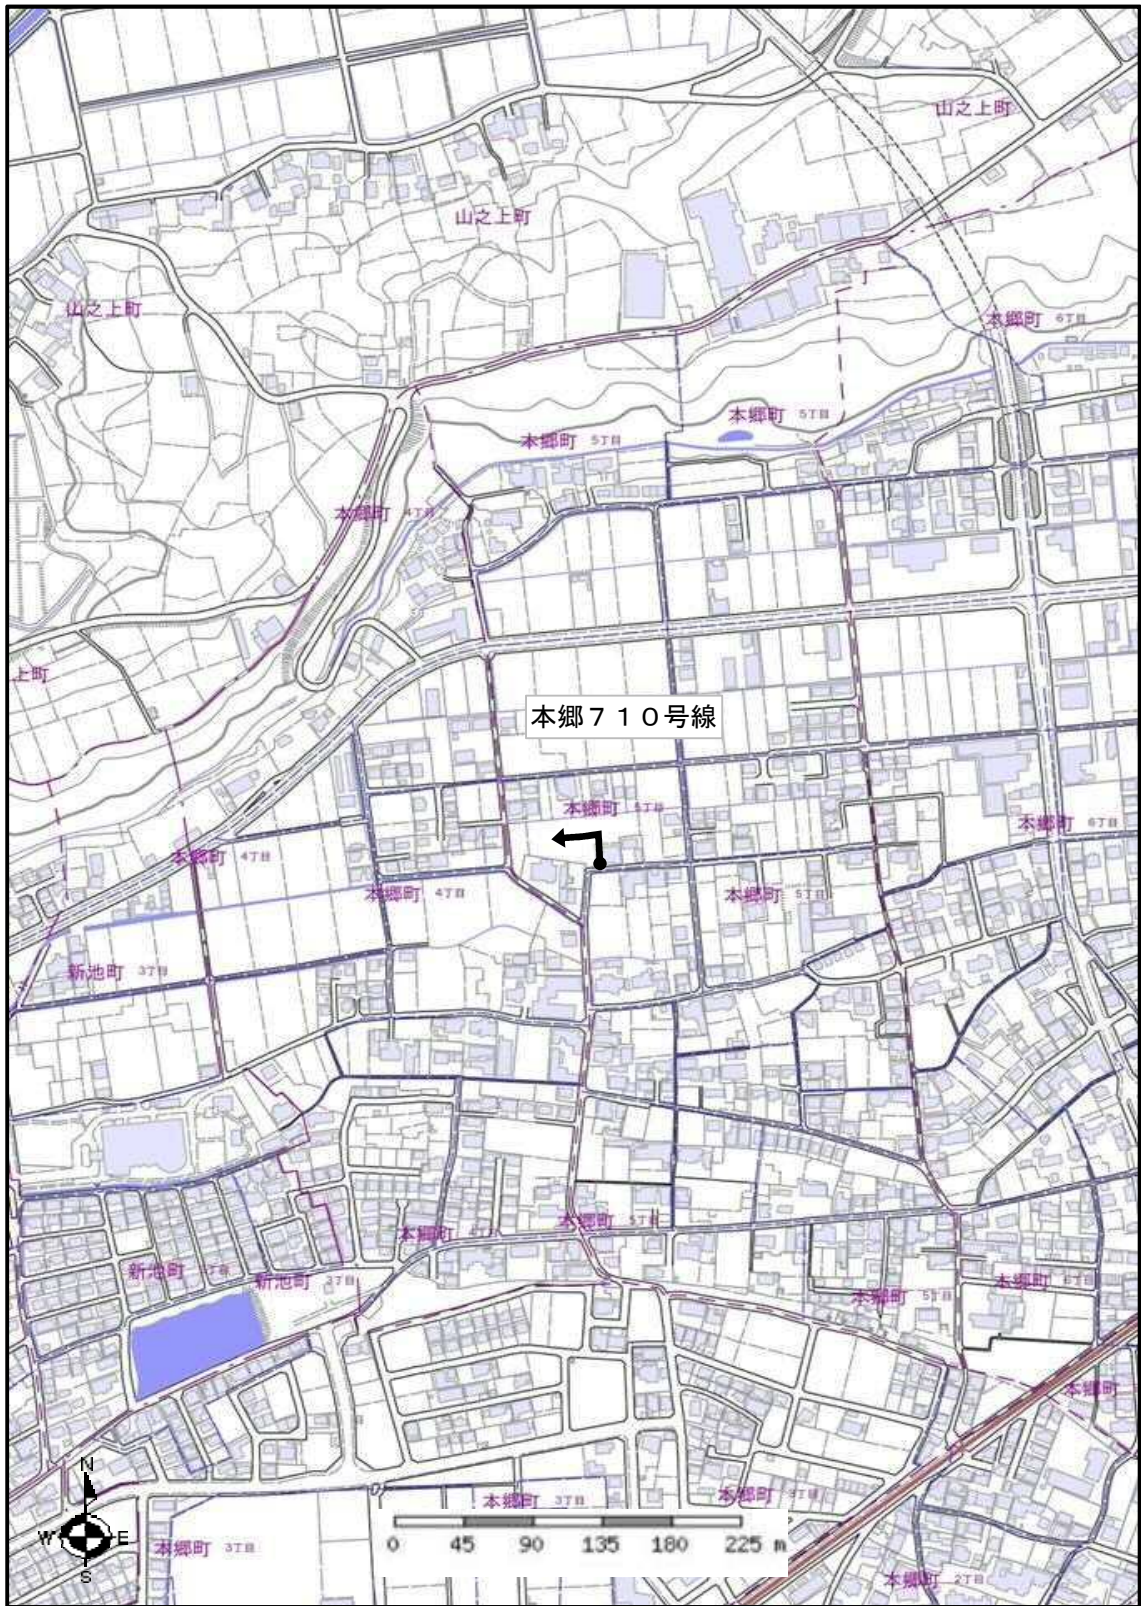 山之上町
山之上町
山之上町
本郷町 6丁目
本郷町 5丁目
本郷町 5丁目
本郷町 4丁目
上町
本郷710号線
本郷町 5丁目
本郷町 6丁目
本郷町 4丁目
本郷町 4丁目
本郷町 5丁目
新池町 3丁目
本郷町 5丁目
本郷町 4丁目
新池町
新池町
本郷町 6丁目
本郷町 5丁目
本郷町
本郷町 3丁目
本郷町 3丁目
本郷町 3丁目
本郷町 2丁目
N
W E
S
0 45 90 135 180 225 m